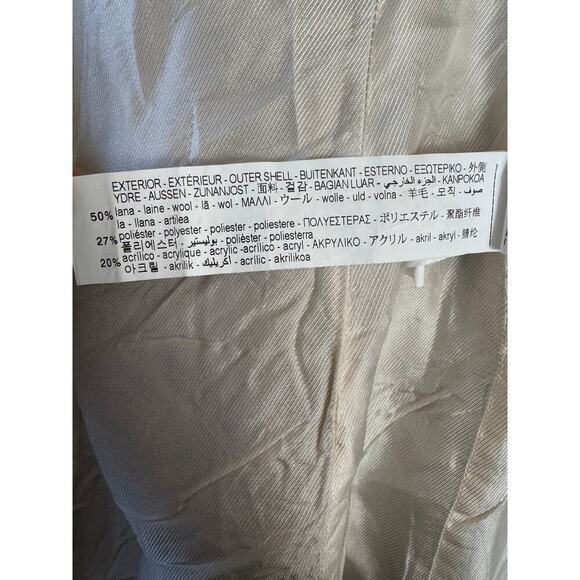 EXTERIOR - EXTÉRIEUR - OUTER SHELL - BUITENKANT - ESTERNO - ΕΞΩΤΕΡΙΚΟ - 外側
YDRE - AUSSEN - ZUNANJOST - 面料 - 겉감 - BAGIAN LUAR - الجزء الخارجي - KANPOKOA
50% lana - laine - wool - lã - wol - ΜΑΛΛΙ - ウール - wolle - uld - volna - 羊毛 - 모직 - صوف
la - llana - artilea
27% poliéster - polyester - poliester - poliestere - ΠΟΛΥΕΣΤΕΡΑΣ - ポリエステル - 聚酯纤维
폴리에스터 - بوليستير - polièster - poliesterra
20% acrílico - acrylique - acrylic - acrílico - acryl - ΑΚΡΥΛΙΚΟ - アクリル - akril - akryl - 腈纶
아크릴 - akrilik - أكريليك - acrílic - akrilikoa